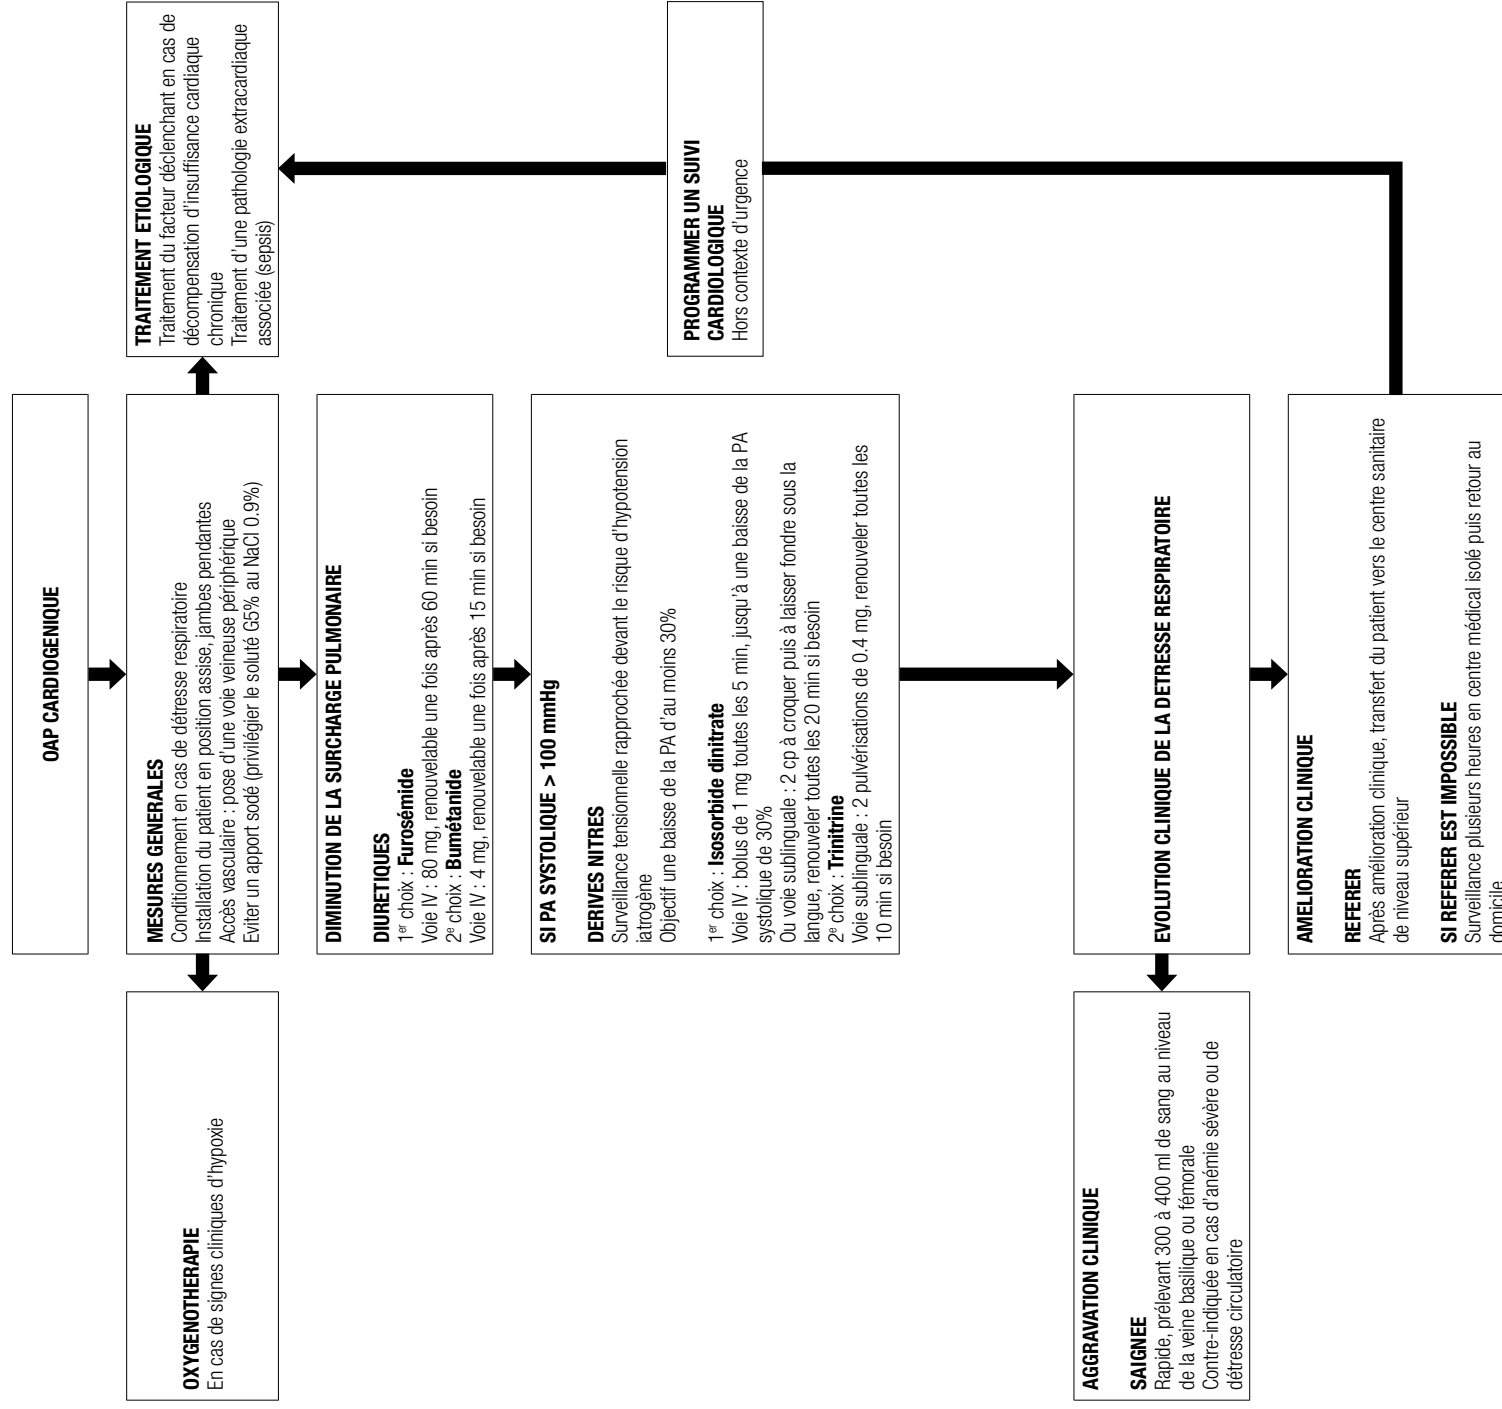 OAP CARDIOGENIQUE
OXYGENOTHERAPIE
En cas de signes cliniques d'hypoxie
MESURES GENERALES
Conditionnement en cas de détresse respiratoire
Installation du patient en position assise, jambes pendantes
Accès vasculaire : pose d'une voie veineuse périphérique
Eviter un apport sodé (privilégier le soluté G5% au NaCl 0.9%)
TRAITEMENT ETIOLOGIQUE
Traitement du facteur déclenchant en cas de
décompensation d'insuffisance cardiaque
chronique
Traitement d'une pathologie extracardiaque
associée (sepsis)
DIMINUTION DE LA SURCHARGE PULMONAIRE
DIURETIQUES
1er choix : Furosémide
Voie IV : 80 mg, renouvelable une fois après 60 min si besoin
2e choix : Bumétanide
Voie IV : 4 mg, renouvelable une fois après 15 min si besoin
SI PA SYSTOLIQUE > 100 mmHg
DERIVES NITRES
Surveillance tensionnelle rapprochée devant le risque d'hypotension
iatrogène
Objectif une baisse de la PA d'au moins 30%
1er choix : Isosorbide dinitrate
Voie IV : bolus de 1 mg toutes les 5 min, jusqu'à une baisse de la PA
systolique de 30%
Ou voie sublinguale : 2 cp à croquer puis à laisser fondre sous la
langue, renouveler toutes les 20 min si besoin
2e choix : Trinitrine
Voie sublinguale : 2 pulvérisations de 0.4 mg, renouveler toutes les
10 min si besoin
PROGRAMMER UN SUIVI
CARDIOLOGIQUE
Hors contexte d'urgence
AGGRAVATION CLINIQUE
SAIGNEE
Rapide, prélevant 300 à 400 ml de sang au niveau
de la veine basilique ou fémorale
Contre-indiquée en cas d'anémie sévère ou de
détresse circulatoire
EVOLUTION CLINIQUE DE LA DETRESSE RESPIRATOIRE
AMELIORATION CLINIQUE
REFERER
Après amélioration clinique, transfert du patient vers le centre sanitaire
de niveau supérieur
SI REFERER EST IMPOSSIBLE
Surveillance plusieurs heures en centre médical isolé puis retour au
domicile